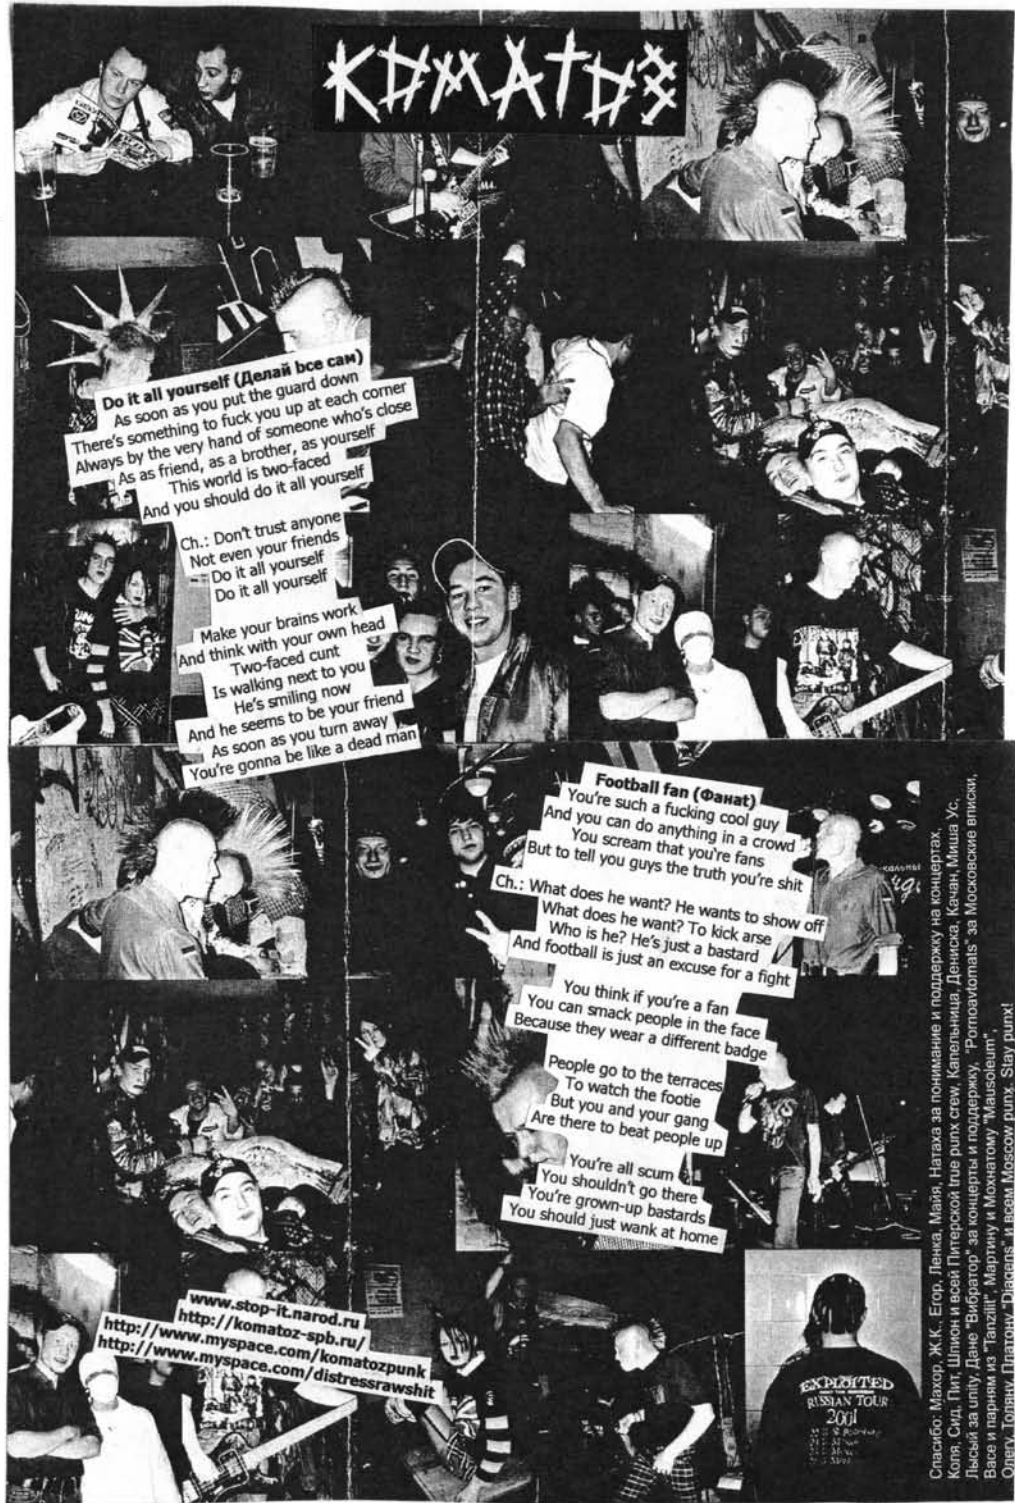 КОМАТОЗ
Do it all yourself (Делай bce сам)
As soon as you put the guard down
There's something to fuck you up at each corner
Always by the very hand of someone who's close
As as friend, as a brother, as yourself
This world is two-faced
And you should do it all yourself
Ch.: Don't trust anyone
Not even your friends
Do it all yourself
Do it all yourself
Make your brains work
And think with your own head
Two-faced cunt
Is walking next to you
He's smiling now
And he seems to be your friend
As soon as you turn away
You're gonna be like a dead man
Football fan (Фанат)
You're such a fucking cool guy
And you can do anything in a crowd
You scream that you're fans
But to tell you guys the truth you're shit
Ch.: What does he want? He wants to show off
What does he want? To kick arse
Who is he? He's just a bastard
And football is just an excuse for a fight
You think if you're a fan
You can smack people in the face
Because they wear a different badge
People go to the terraces
To watch the footie
But you and your gang
Are there to beat people up
You're all scum
You shouldn't go there
You're grown-up bastards
You should just wank at home
www.stop-it.narod.ru
http://komatoz-spb.ru/
http://www.myspace.com/komatozpunk
http://www.myspace.com/distressrawshit
EXPLOITED
RUSSIAN TOUR
2001
Спасибо: Махор, Ж.К., Егор, Ленка, Майя, Натаха за понимание и поддержку на концертах,
Коля, Сид, Пит, Шпион и всей Питерской true punx crew, Капельница, Дениска, Качан, Миша Ус,
Лысый за unity, Дане "Вибратор" за концерты и поддержку, "Pornoavtomats" за Московские вписки,
Васе и парням из "Tanzlill", Мартину и Мохнатому "Mausoleum",
Олегу, Толяну, Платону "Diagens" и всем Moscow punx. Stay punx!